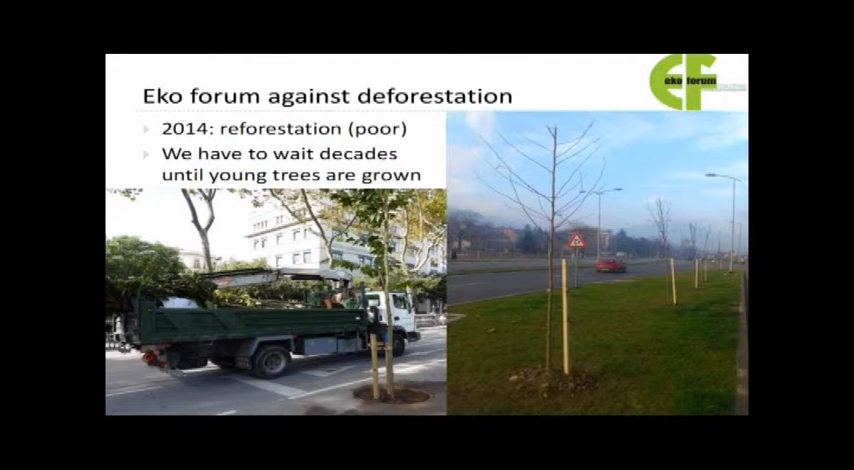 eko forum
Eko forum against deforestation
2014: reforestation (poor)
We have to wait decades
until young trees are grown